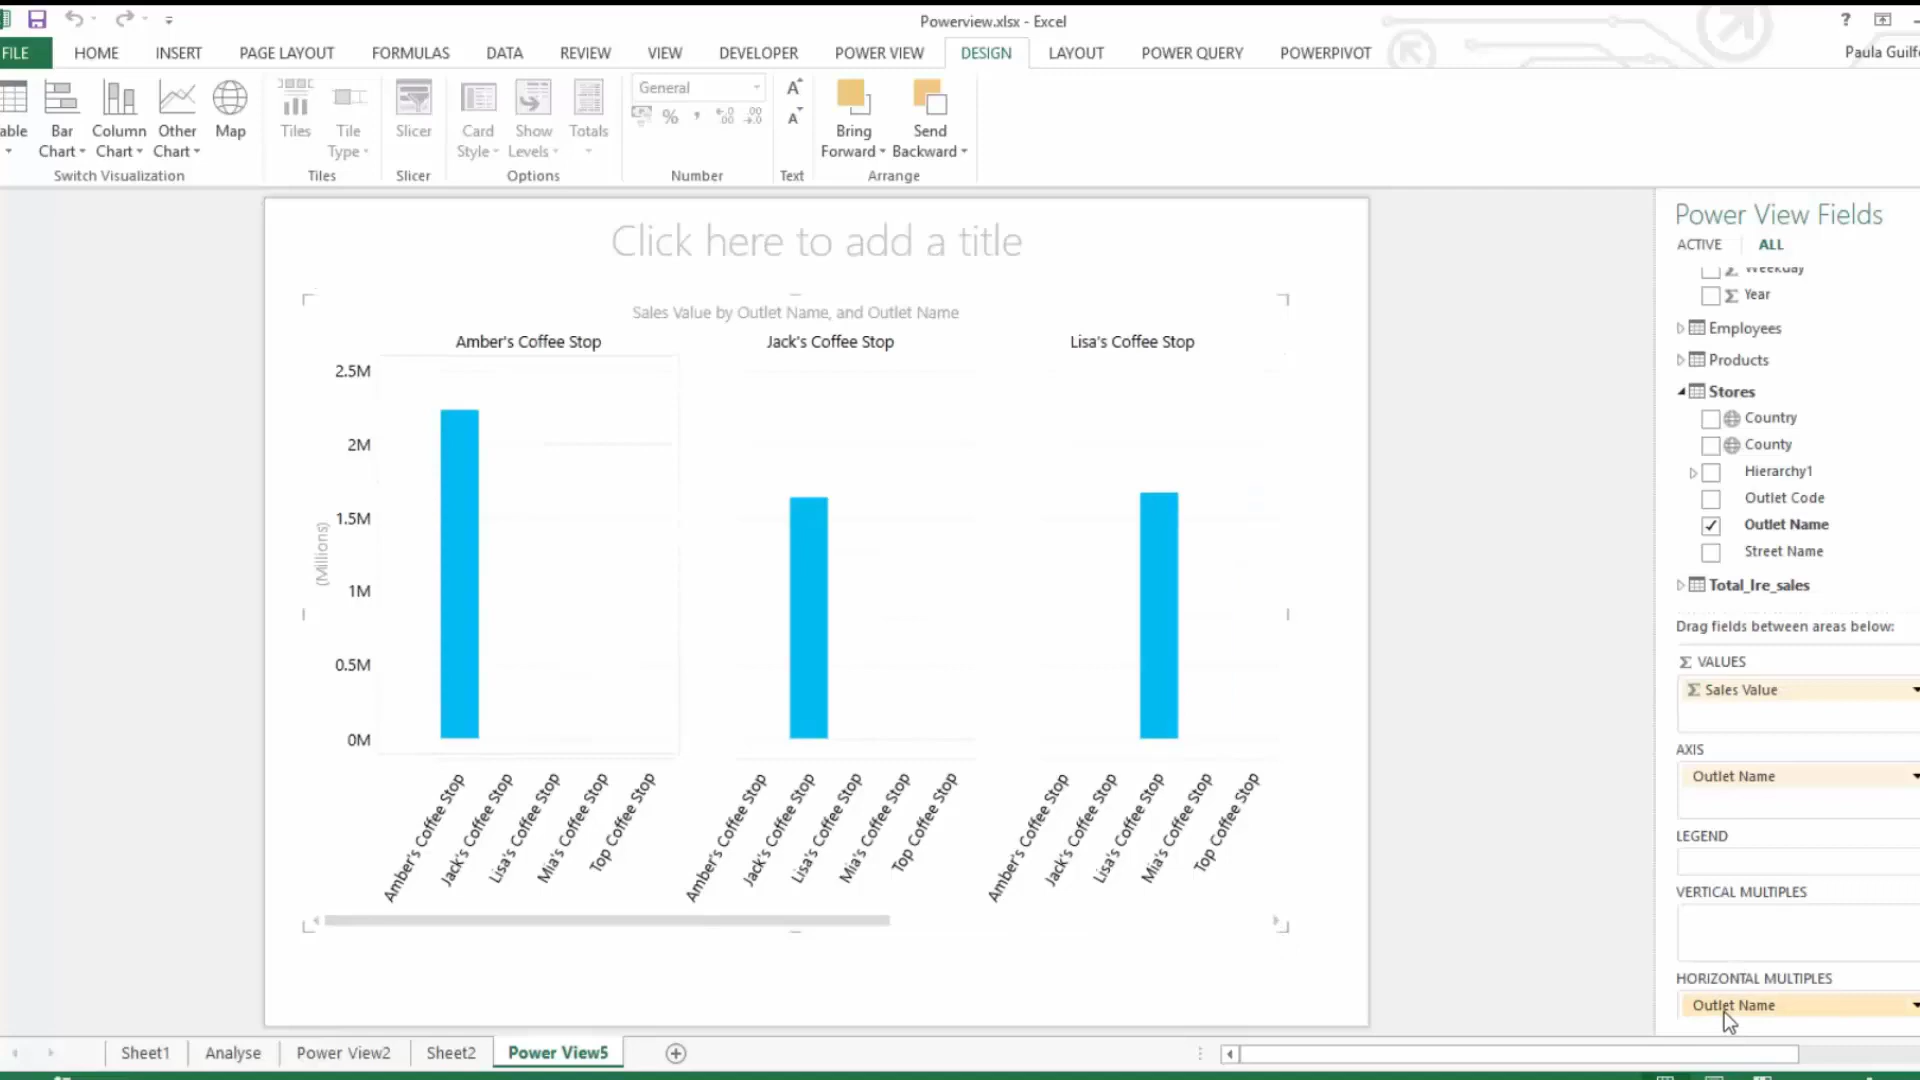 Powerview.xlsx - Excel
?
FILE HOME INSERT PAGE LAYOUT FORMULAS DATA REVIEW VIEW DEVELOPER POWER VIEW DESIGN LAYOUT POWER QUERY POWERPIVOT
Paula Guilfo
able
Bar Chart
Column Chart
Other Chart
Map
Switch Visualization
Tiles
Tile Type
Tiles
Slicer
Slicer
Card Style
Show Levels
Totals
Options
General
% , .00
Number
A A
Text
Bring Forward
Send Backward
Arrange
Click here to add a title
Sales Value by Outlet Name, and Outlet Name
Amber's Coffee Stop
Jack's Coffee Stop
Lisa's Coffee Stop
2.5M
2M
1.5M
1M
0.5M
0M
(Millions)
Amber's Coffee Stop
Jack's Coffee Stop
Lisa's Coffee Stop
Mia's Coffee Stop
Top Coffee Stop
Amber's Coffee Stop
Jack's Coffee Stop
Lisa's Coffee Stop
Mia's Coffee Stop
Top Coffee Stop
Amber's Coffee Stop
Jack's Coffee Stop
Lisa's Coffee Stop
Mia's Coffee Stop
Top Coffee Stop
Power View Fields
ACTIVE ALL
Σ Weekday
Σ Year
Employees
Products
Stores
Country
County
Hierarchy1
Outlet Code
Outlet Name
Street Name
Total_Ire_sales
Drag fields between areas below:
Σ VALUES
Σ Sales Value
AXIS
Outlet Name
LEGEND
VERTICAL MULTIPLES
HORIZONTAL MULTIPLES
Outlet Name
Sheet1 Analyse Power View2 Sheet2 Power View5